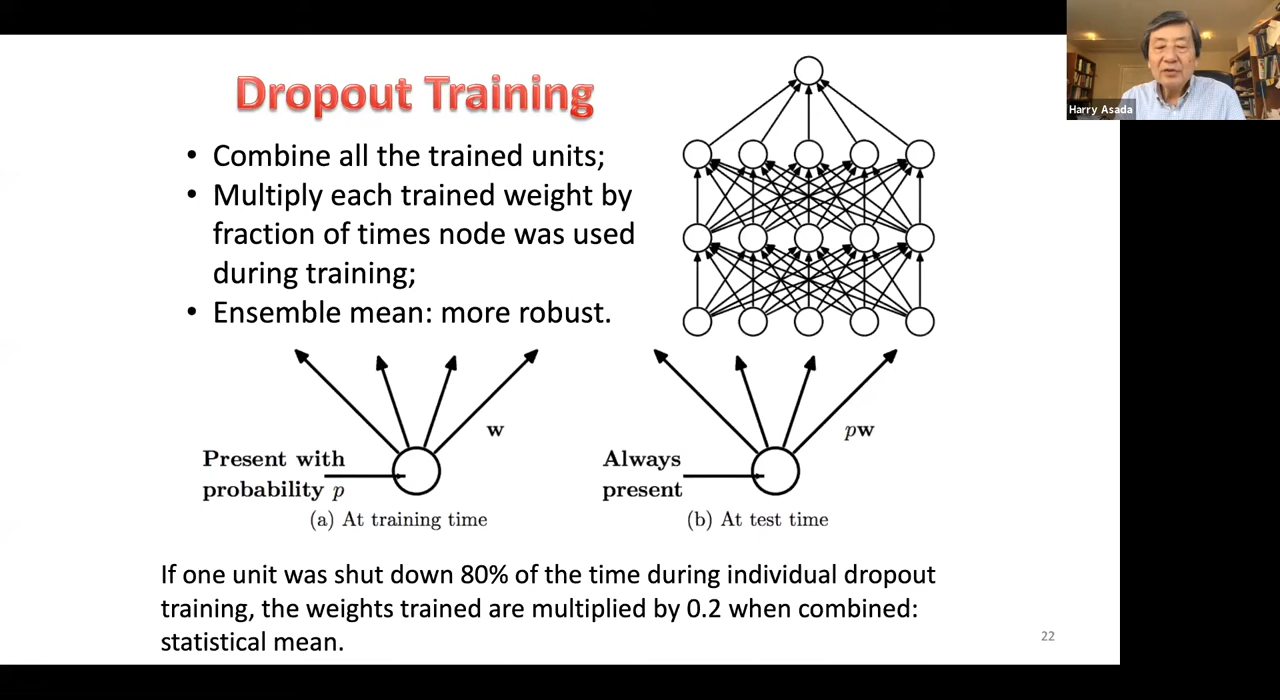 Dropout Training
• Combine all the trained units;
• Multiply each trained weight by
fraction of times node was used
during training;
• Ensemble mean: more robust.
w
Present with
probability p
(a) At training time
pw
Always
present
(b) At test time
If one unit was shut down 80% of the time during individual dropout
training, the weights trained are multiplied by 0.2 when combined:
statistical mean.
22
Harry Asada